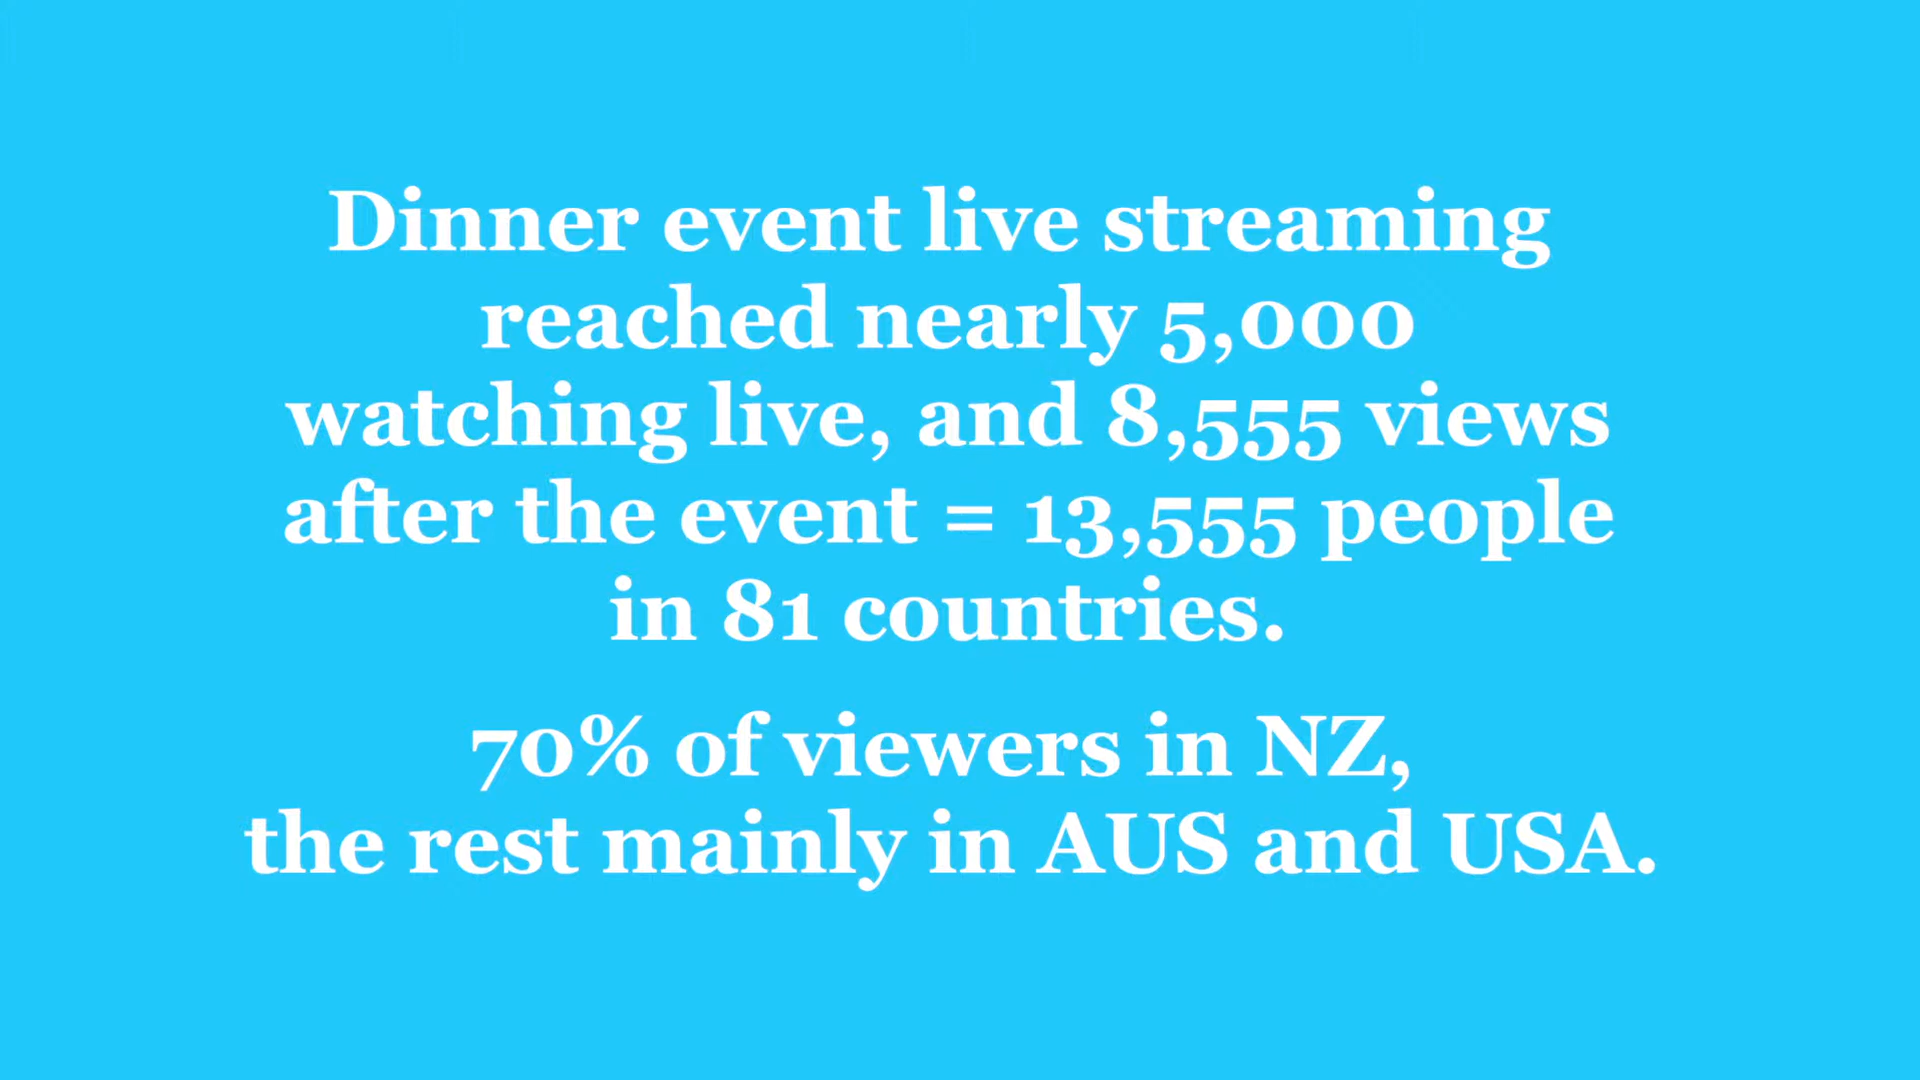 Dinner event live streaming
reached nearly 5,000
watching live, and 8,555 views
after the event = 13,555 people
in 81 countries.
70% of viewers in NZ,
the rest mainly in AUS and USA.